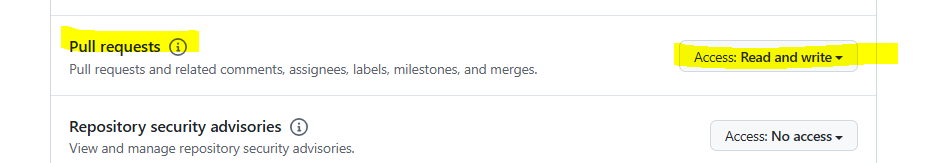 Pull requests
Access: Read and write
Pull requests and related comments, assignees, labels, milestones, and merges.
Repository security advisories
Access: No access
View and manage repository security advisories.